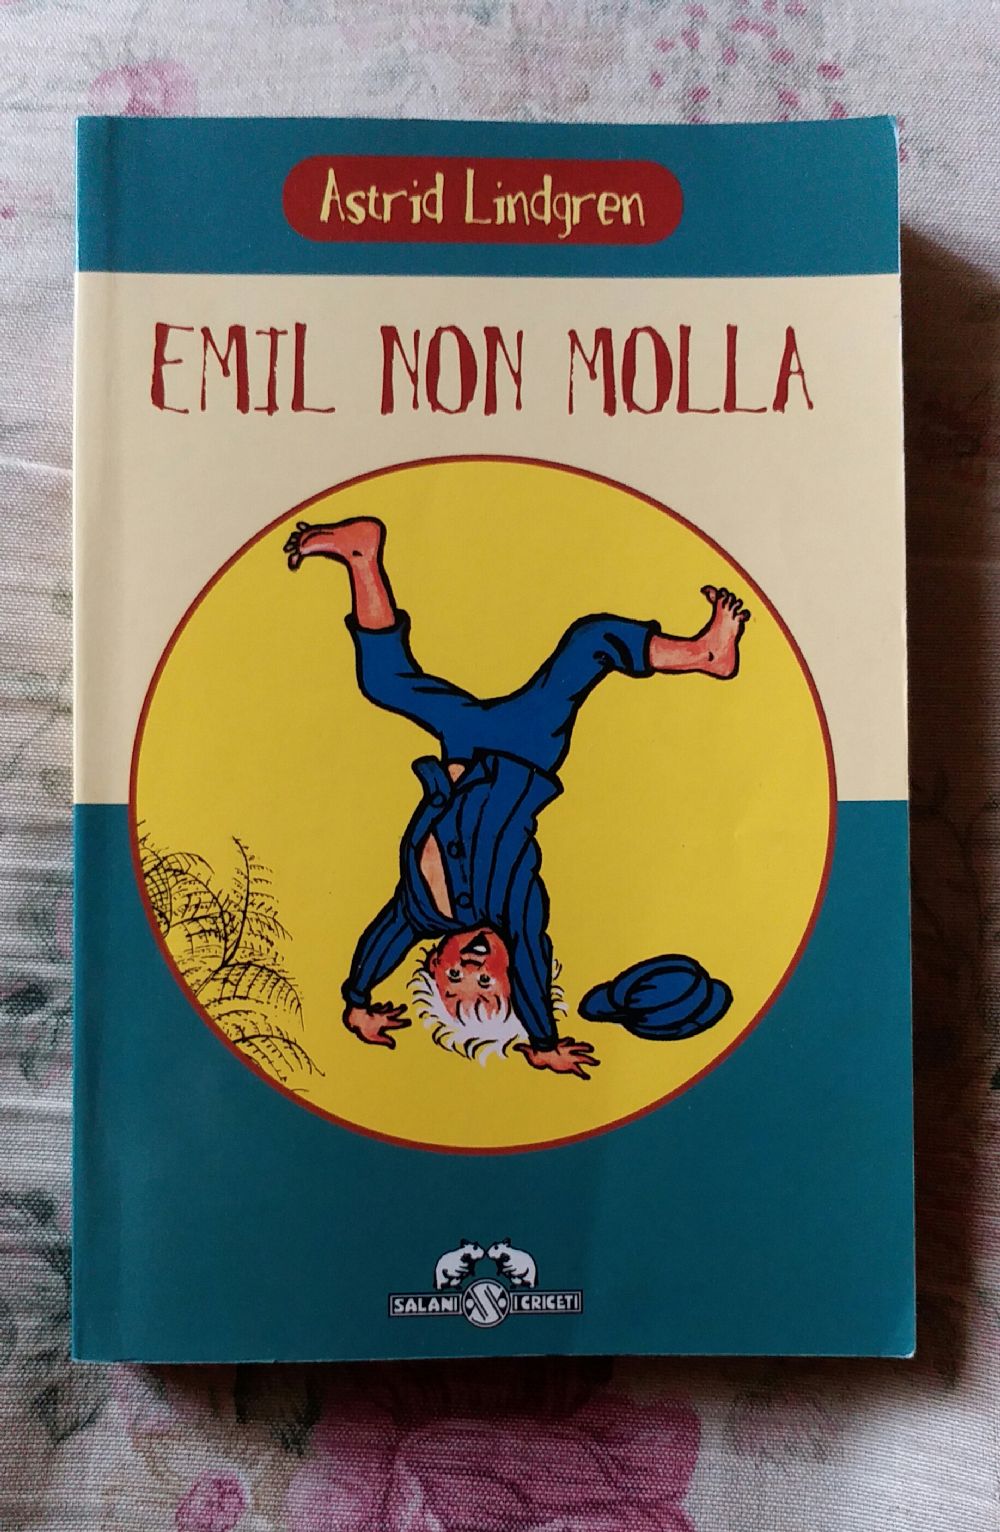 Astrid Lindgren
EMIL NON MOLLA
SALANI S I CRICETI